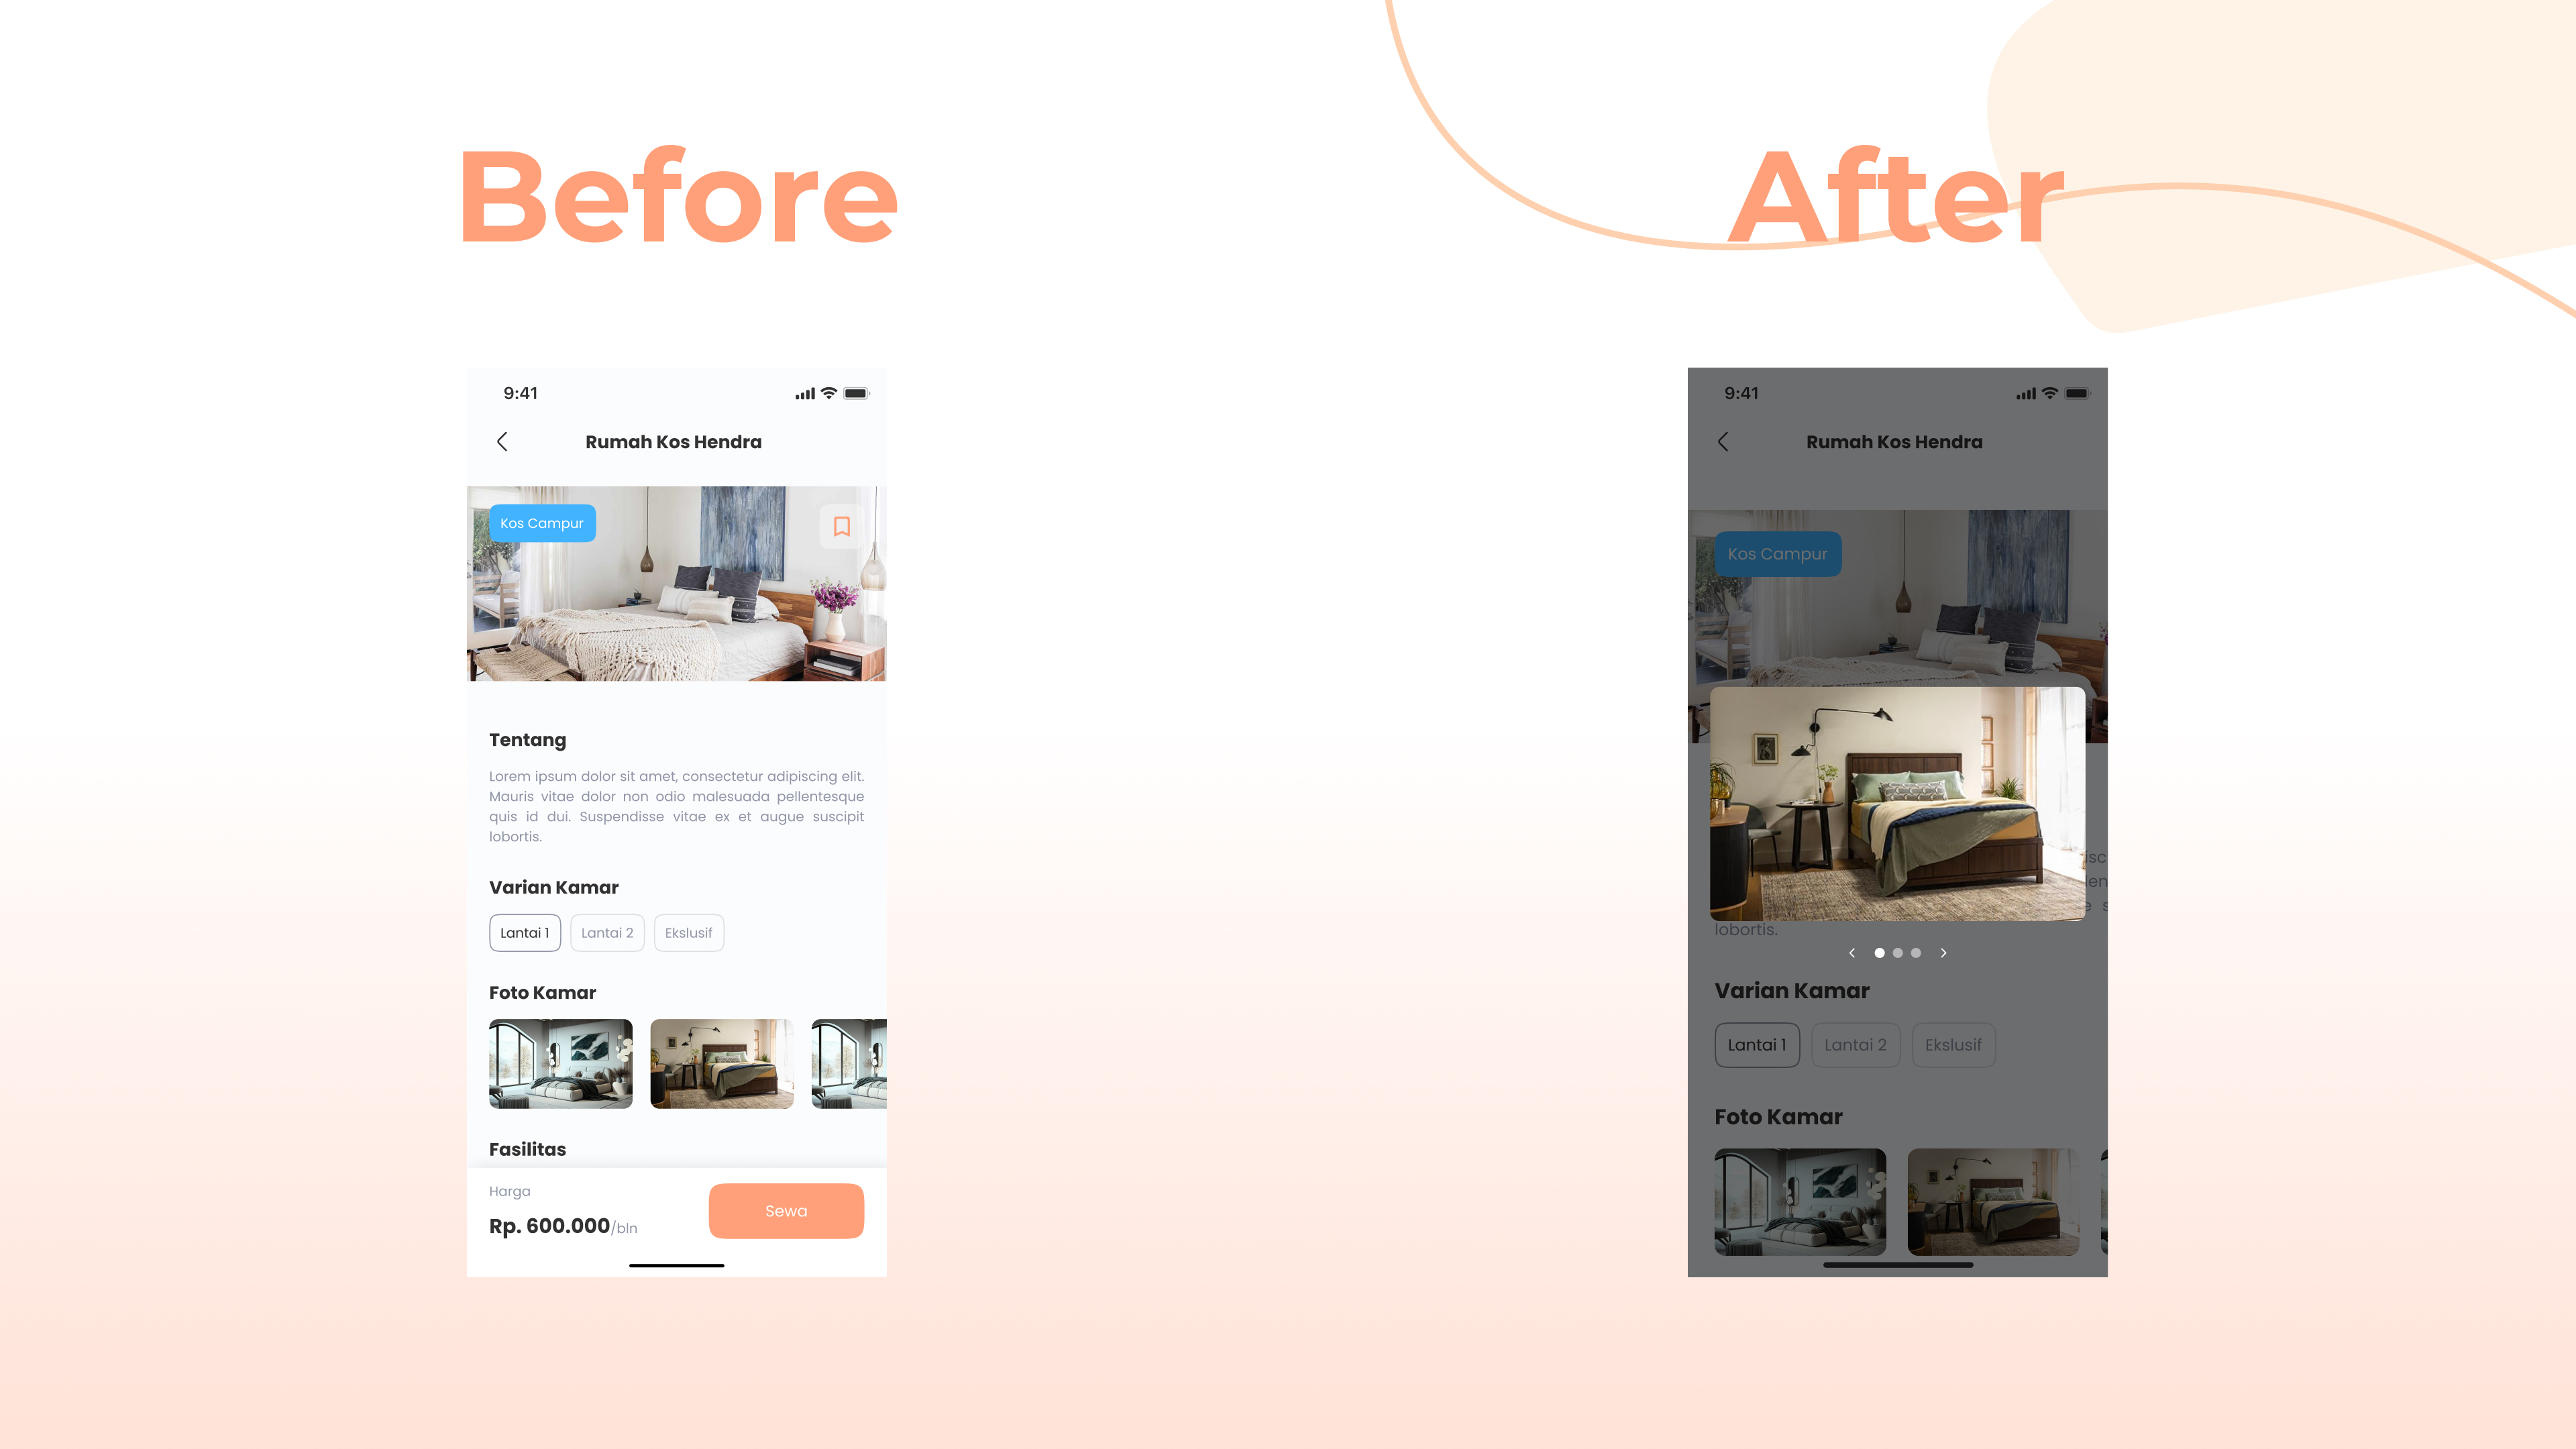 Before
After
9:41
Rumah Kos Hendra
Kos Campur
Tentang
Lorem ipsum dolor sit amet, consectetur adipiscing elit.
Mauris vitae dolor non odio malesuada pellentesque
quis id dui. Suspendisse vitae ex et augue suscipit
lobortis.
Varian Kamar
Lantai 1
Lantai 2
Ekslusif
Foto Kamar
Fasilitas
Harga
Rp. 600.000/bln
Sewa
9:41
Rumah Kos Hendra
Kos Campur
isc
len
e s
lobortis.
Varian Kamar
Lantai 1
Lantai 2
Ekslusif
Foto Kamar